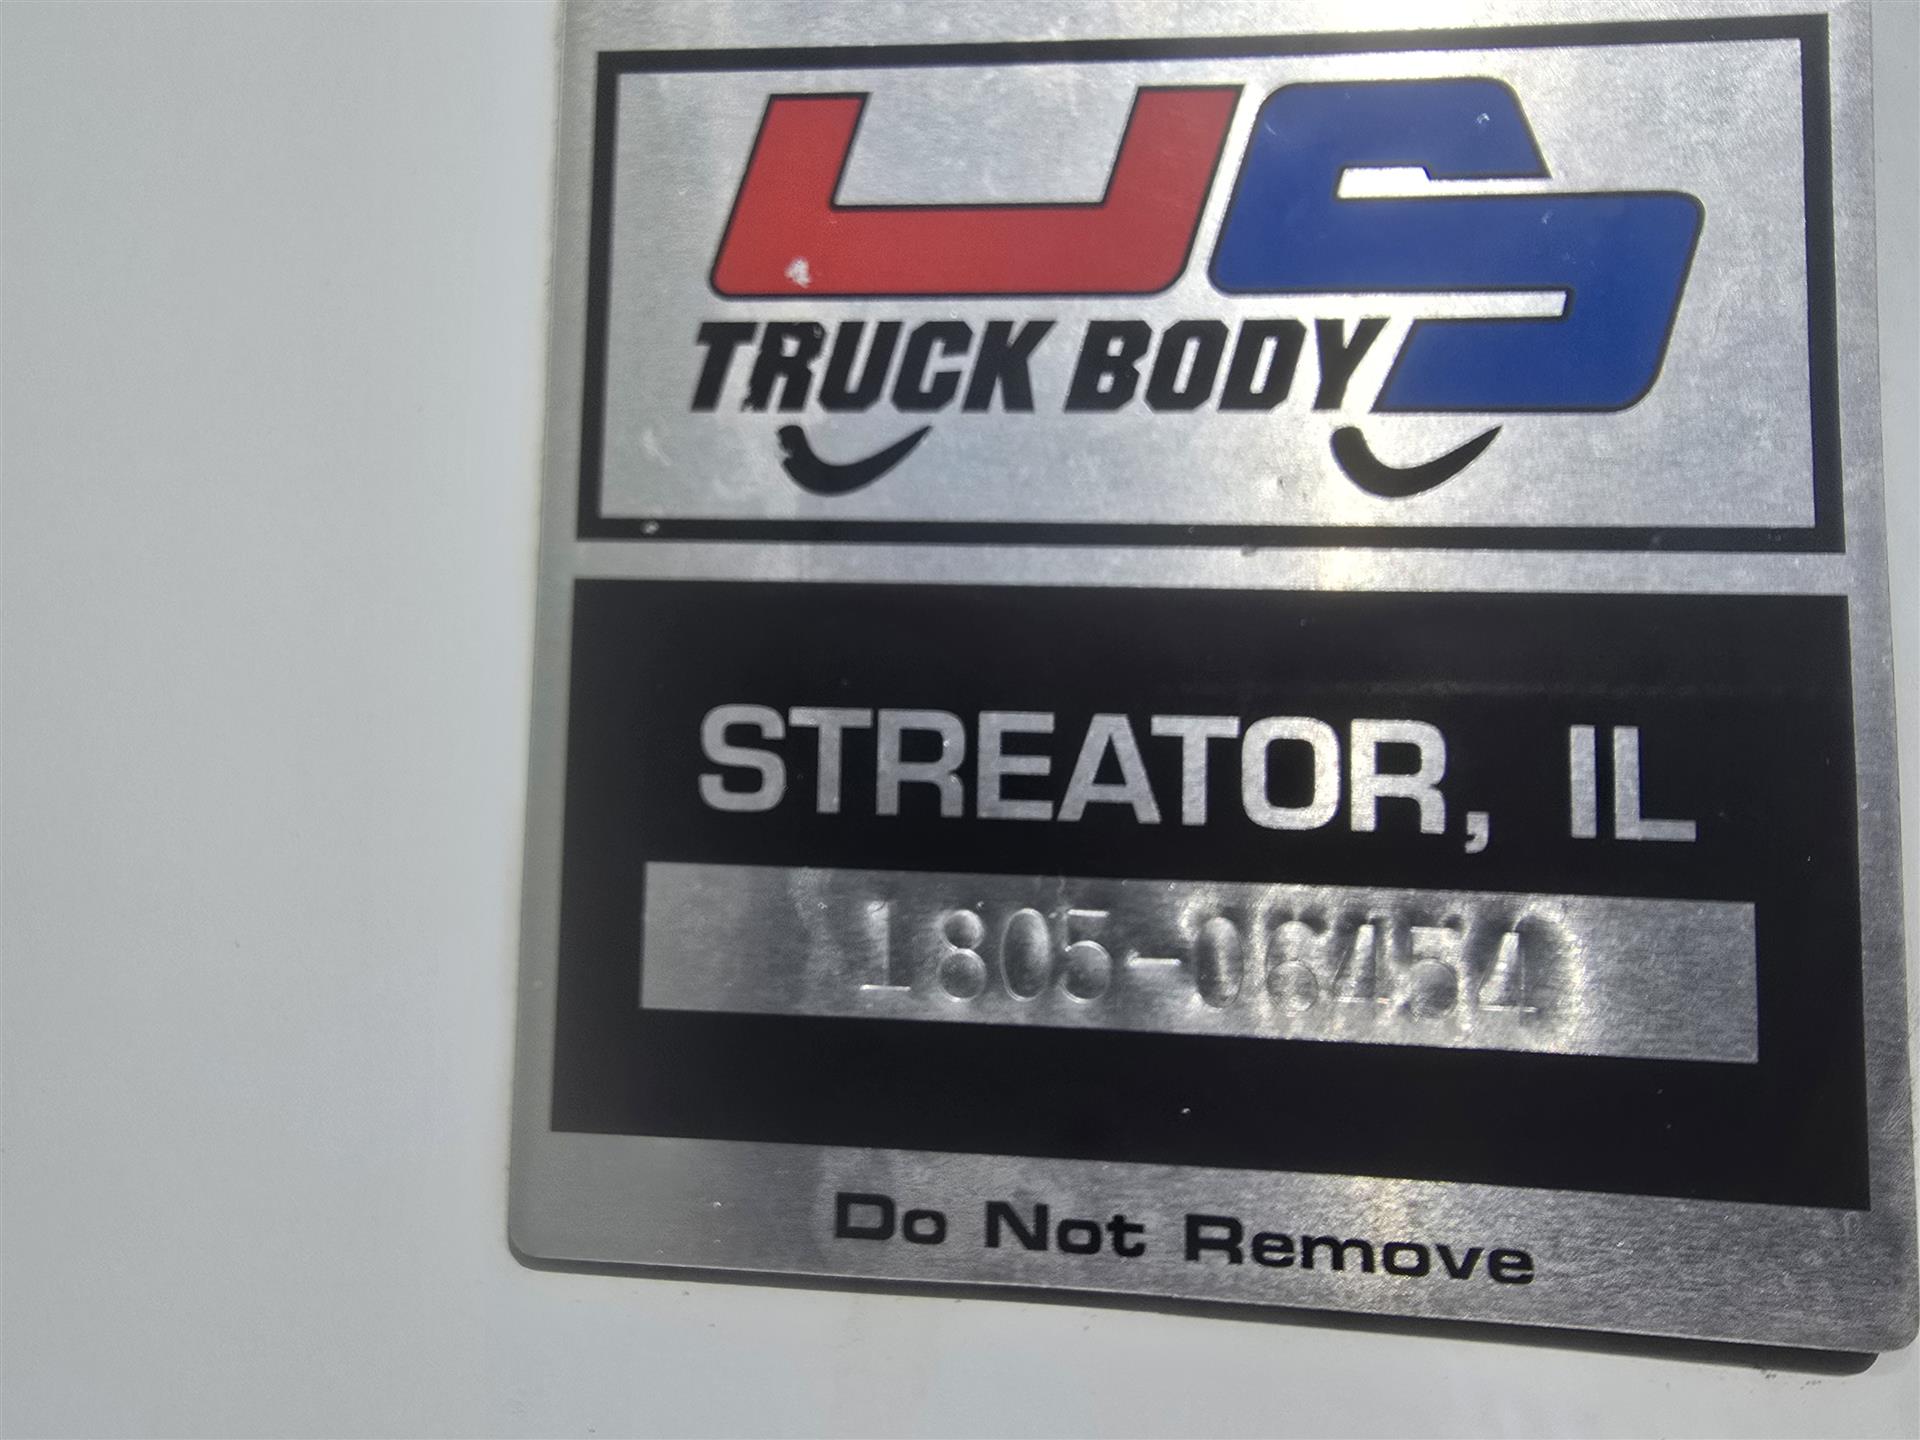 US
TRUCK BODY
STREATOR, IL
1805-06454
Do Not Remove